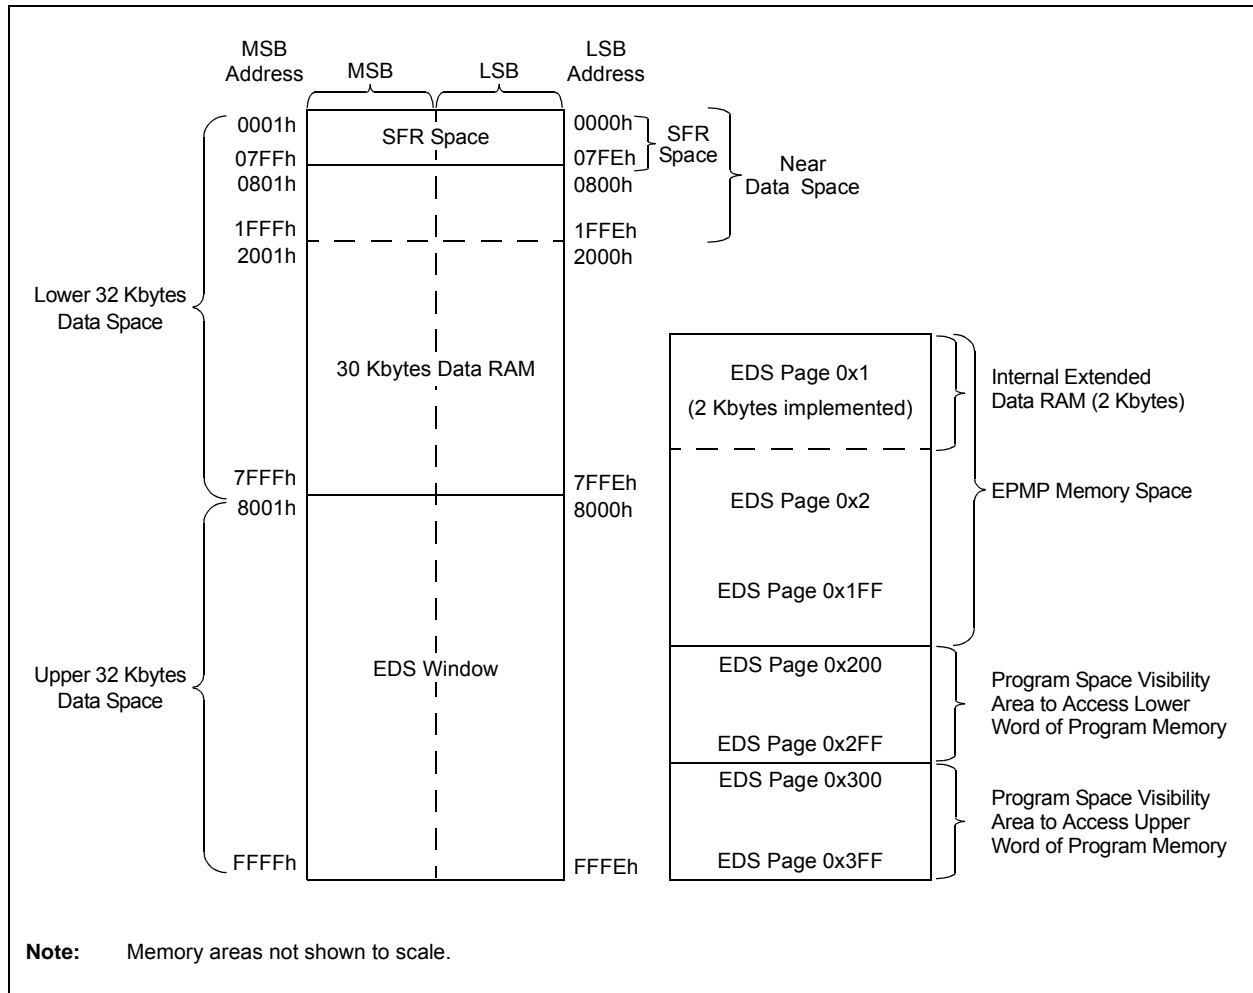 MSB
Address
MSB
LSB
LSB
Address
0001h
SFR Space
0000h
SFR
Space
07FFh
07FEh
Near
Data Space
0801h
0800h
1FFFh
1FFEh
2001h
2000h
Lower 32 Kbytes
Data Space
30 Kbytes Data RAM
7FFFh
7FFEh
8001h
8000h
Upper 32 Kbytes
Data Space
EDS Window
FFFFh
FFFEh
EDS Page 0x1
(2 Kbytes implemented)
Internal Extended
Data RAM (2 Kbytes)
EDS Page 0x2
EPMP Memory Space
EDS Page 0x1FF
EDS Page 0x200
EDS Page 0x2FF
Program Space Visibility
Area to Access Lower
Word of Program Memory
EDS Page 0x300
EDS Page 0x3FF
Program Space Visibility
Area to Access Upper
Word of Program Memory
Note: Memory areas not shown to scale.